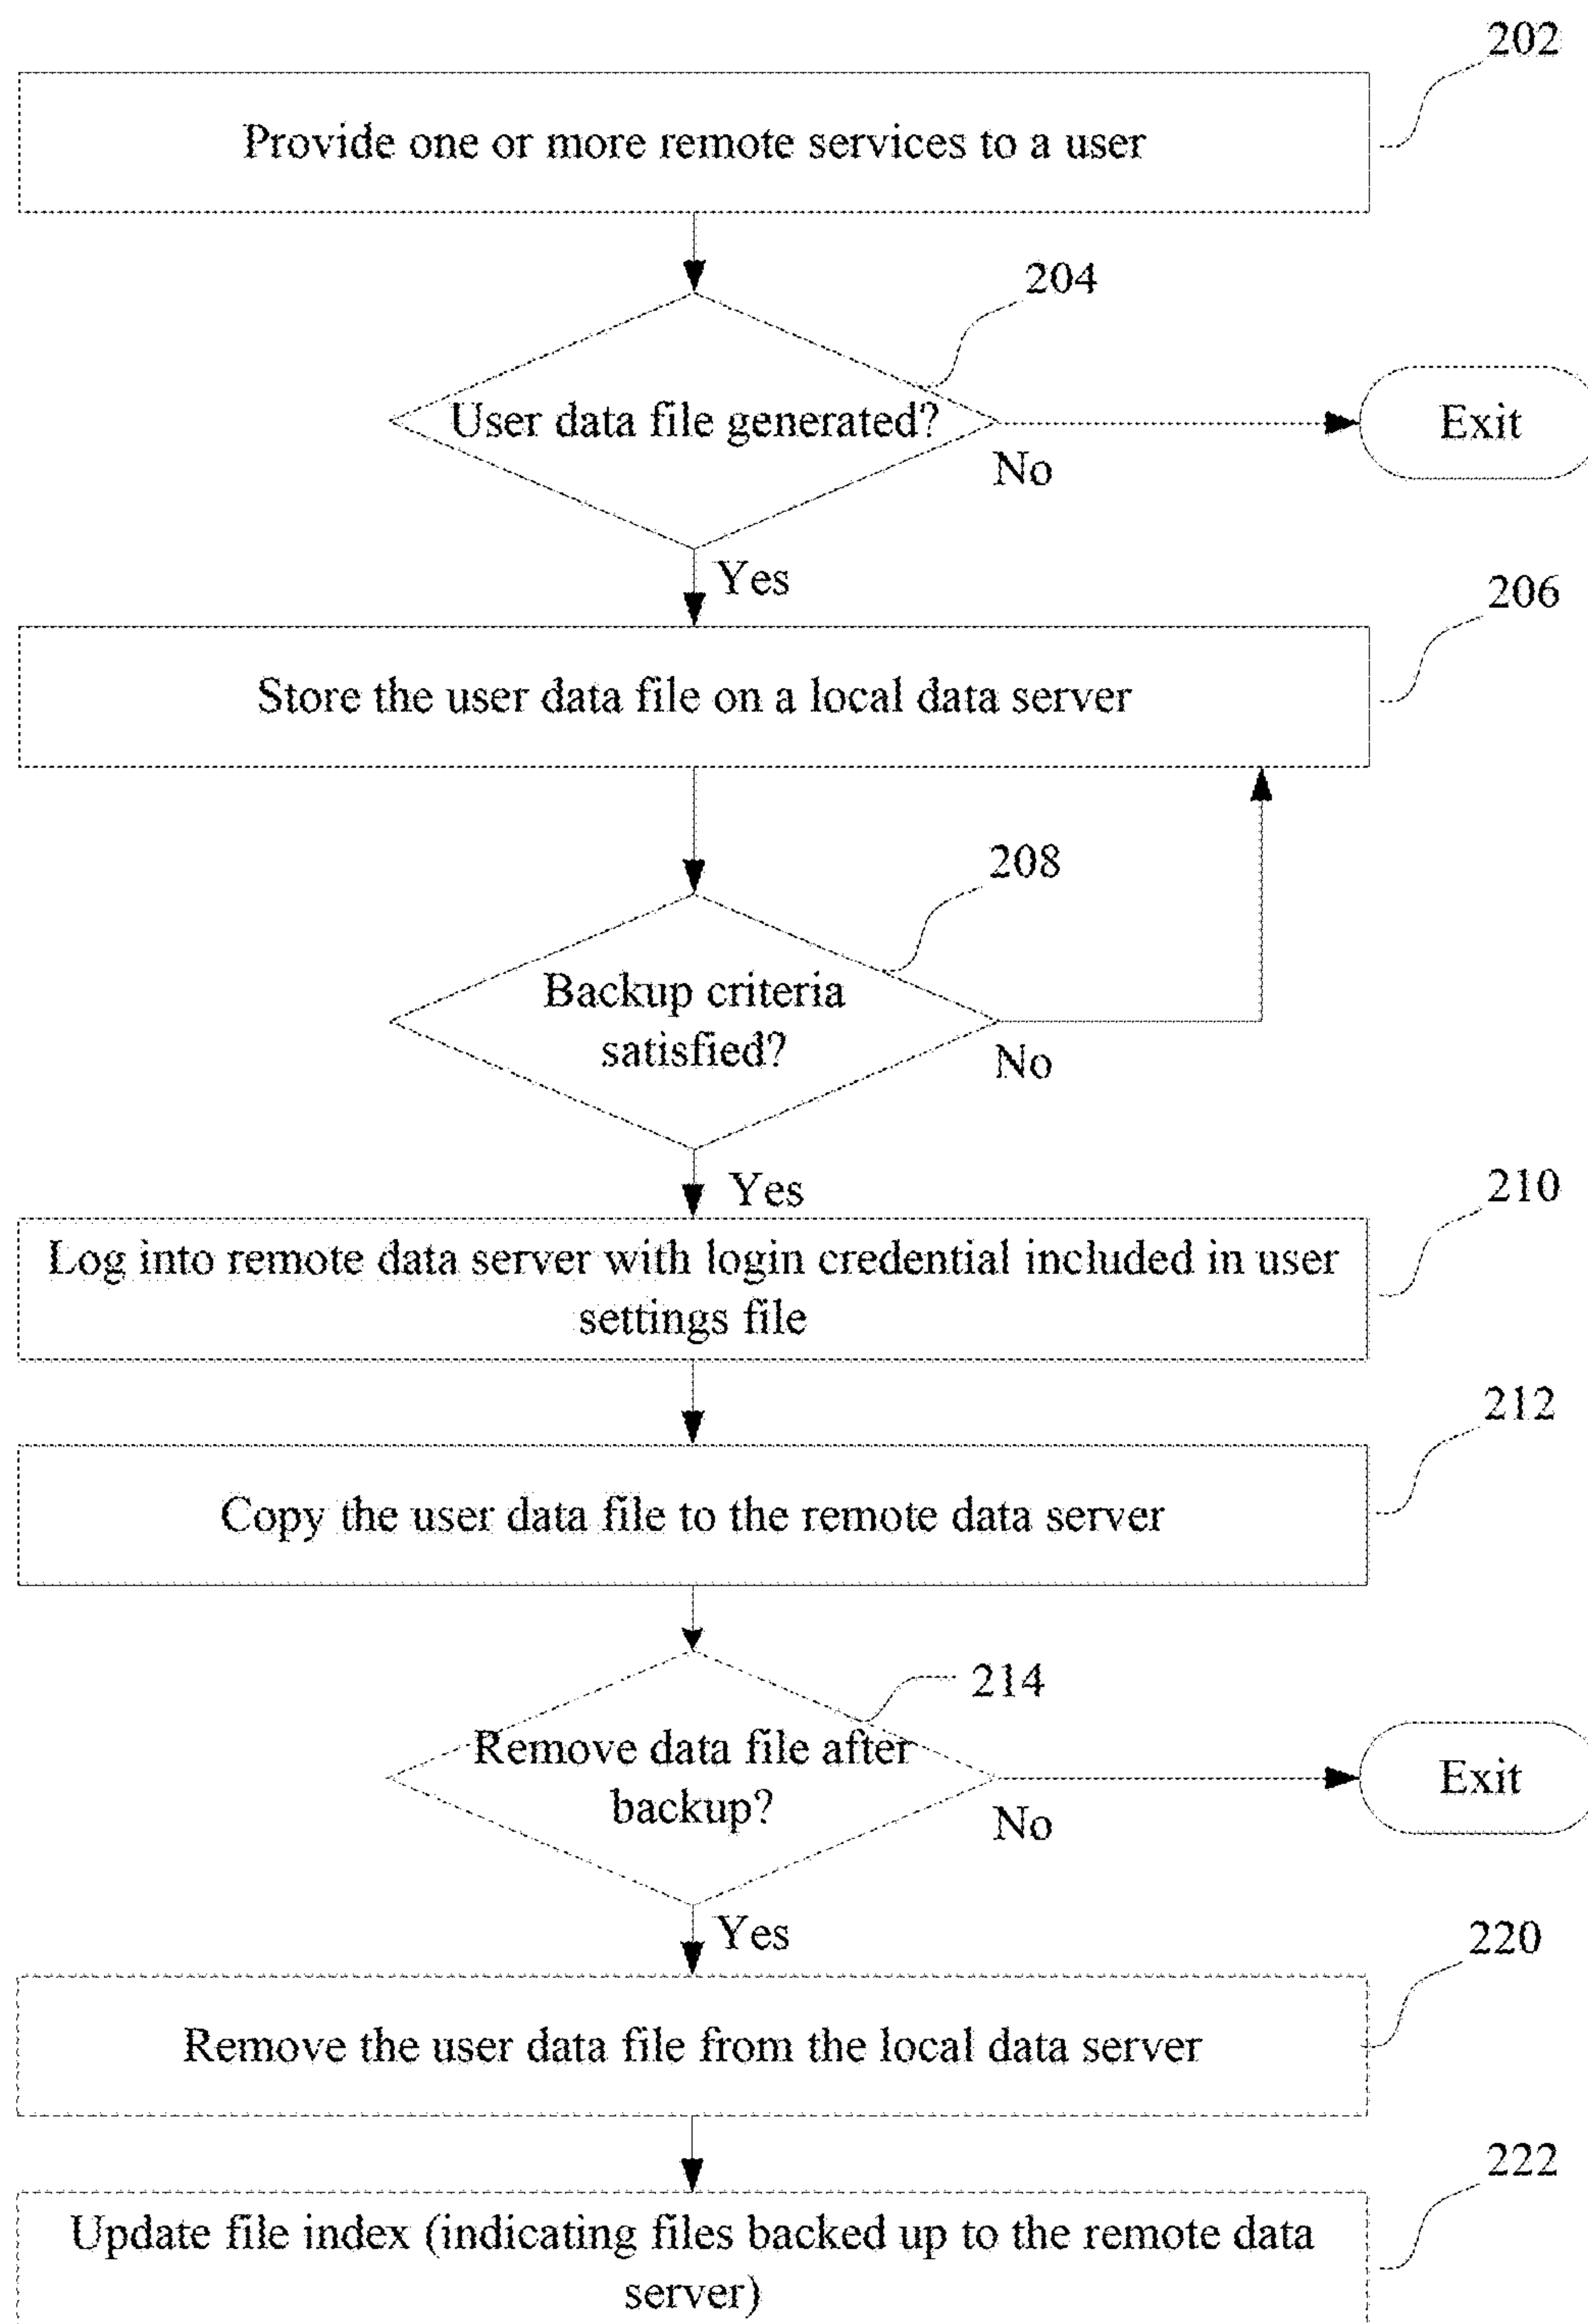 202
Provide one or more remote services to a user
204
User data file generated?
Exit
No
Yes
206
Store the user data file on a local data server
208
Backup criteria
satisfied?
No
Yes
210
Log into remote data server with login credential included in user
settings file
212
Copy the user data file to the remote data server
214
Remove data file after
backup?
Exit
No
Yes
220
Remove the user data file from the local data server
222
Update file index (indicating files backed up to the remote data
server)